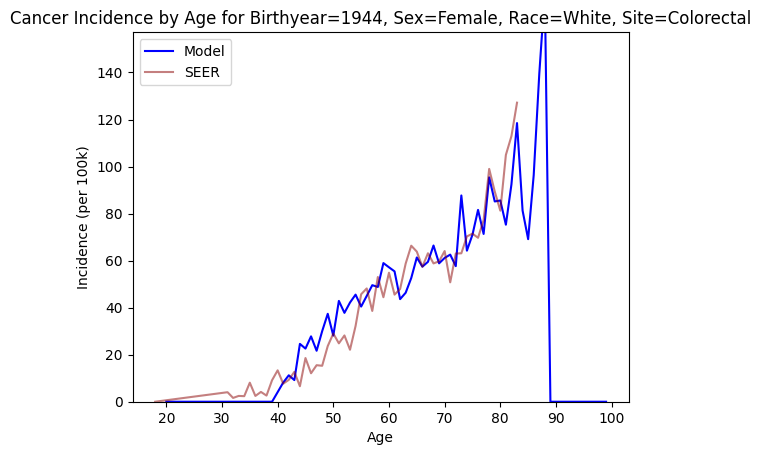 Cancer Incidence by Age for Birthyear=1944, Sex=Female, Race=White, Site=Colorectal
Model
SEER
140
120
100
80
60
40
20
0
Incidence (per 100k)
20 30 40 50 60 70 80 90 100
Age